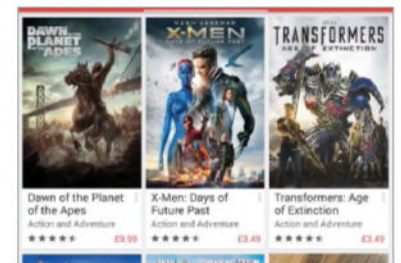 DAWN OF THE
PLANET
OF THE
APES
X-MEN
DAYS OF FUTURE PAST
TRANSFORMERS
AGE OF EXTINCTION
Dawn of the Planet
of the Apes
Action and Adventure
£9.99
X-Men: Days of
Future Past
Action and Adventure
£3.49
Transformers: Age
of Extinction
Action and Adventure
£3.49